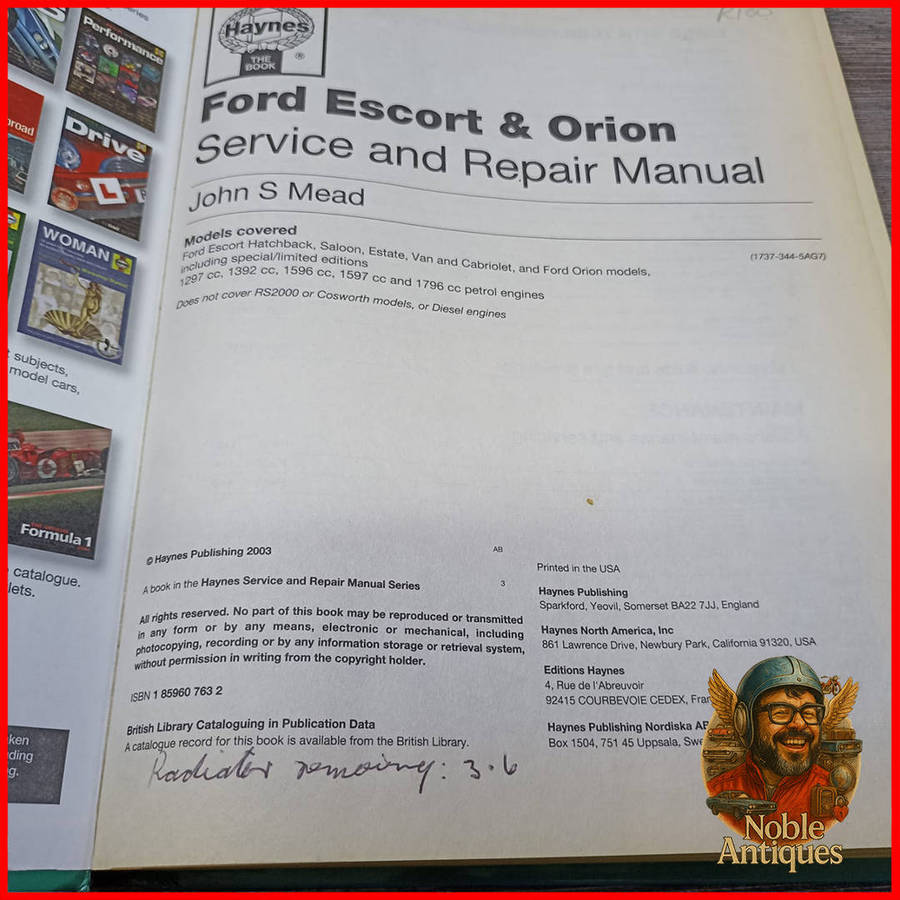 series
R100
Performance
Haynes
THE
BOOK
®
road
Drive
L
Ford Escort & Orion
Service and Repair Manual
John S Mead
Models covered
(1737-344-5AG7)
Ford Escort Hatchback, Saloon, Estate, Van and Cabriolet, and Ford Orion models,
including special/limited editions
1297 cc, 1392 cc, 1596 cc, 1597 cc and 1796 cc petrol engines
Does not cover RS2000 or Cosworth models, or Diesel engines
WOMAN
subjects,
model cars,
Formula 1
catalogue.
lets.
ken
ding
g.
© Haynes Publishing 2003
A book in the Haynes Service and Repair Manual Series
All rights reserved. No part of this book may be reproduced or transmitted
in any form or by any means, electronic or mechanical, including
photocopying, recording or by any information storage or retrieval system,
without permission in writing from the copyright holder.
ISBN 1 85960 763 2
British Library Cataloguing in Publication Data
A catalogue record for this book is available from the British Library.
Radiator removing: 3.6
AB
3
Printed in the USA
Haynes Publishing
Sparkford, Yeovil, Somerset BA22 7JJ, England
Haynes North America, Inc
861 Lawrence Drive, Newbury Park, California 91320, USA
Editions Haynes
4, Rue de l'Abreuvoir
92415 COURBEVOIE CEDEX, Fra
Haynes Publishing Nordiska AB
Box 1504, 751 45 Uppsala, Swe
Noble
Antiques